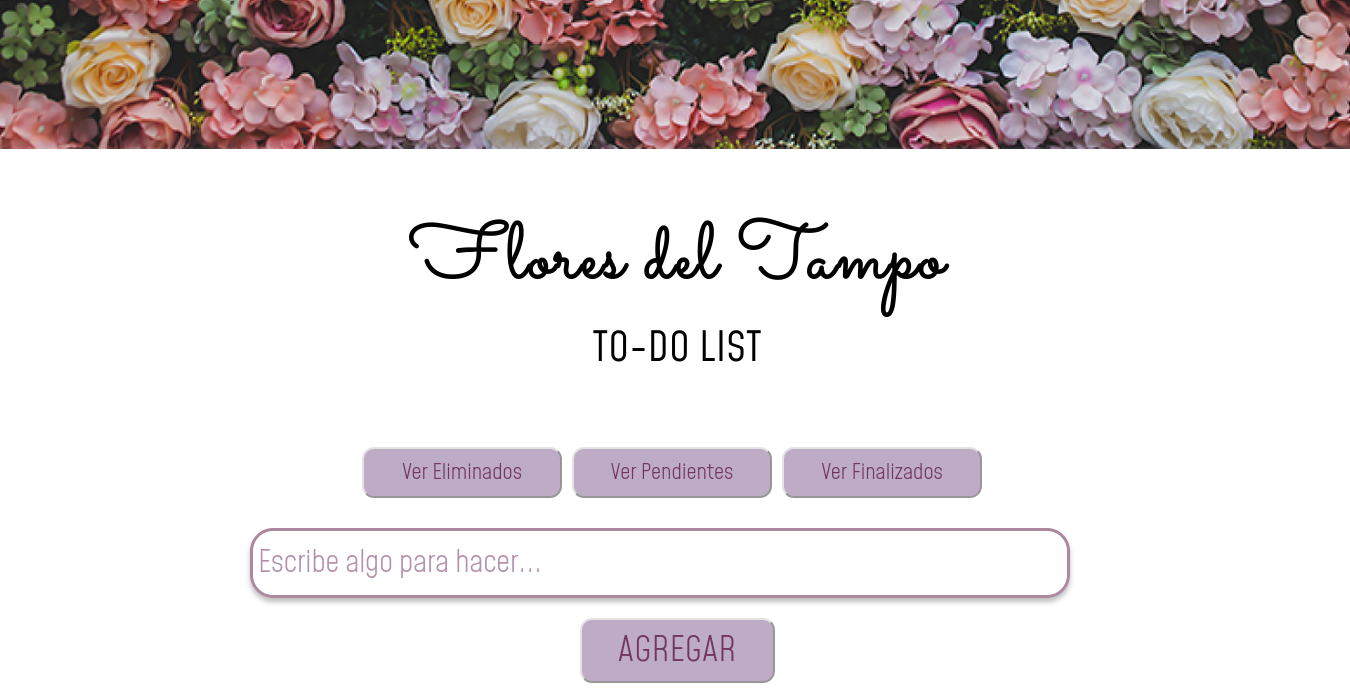 Flores del Tampo
TO-DO LIST
Ver Eliminados Ver Pendientes Ver Finalizados
Escribe algo para hacer...
AGREGAR